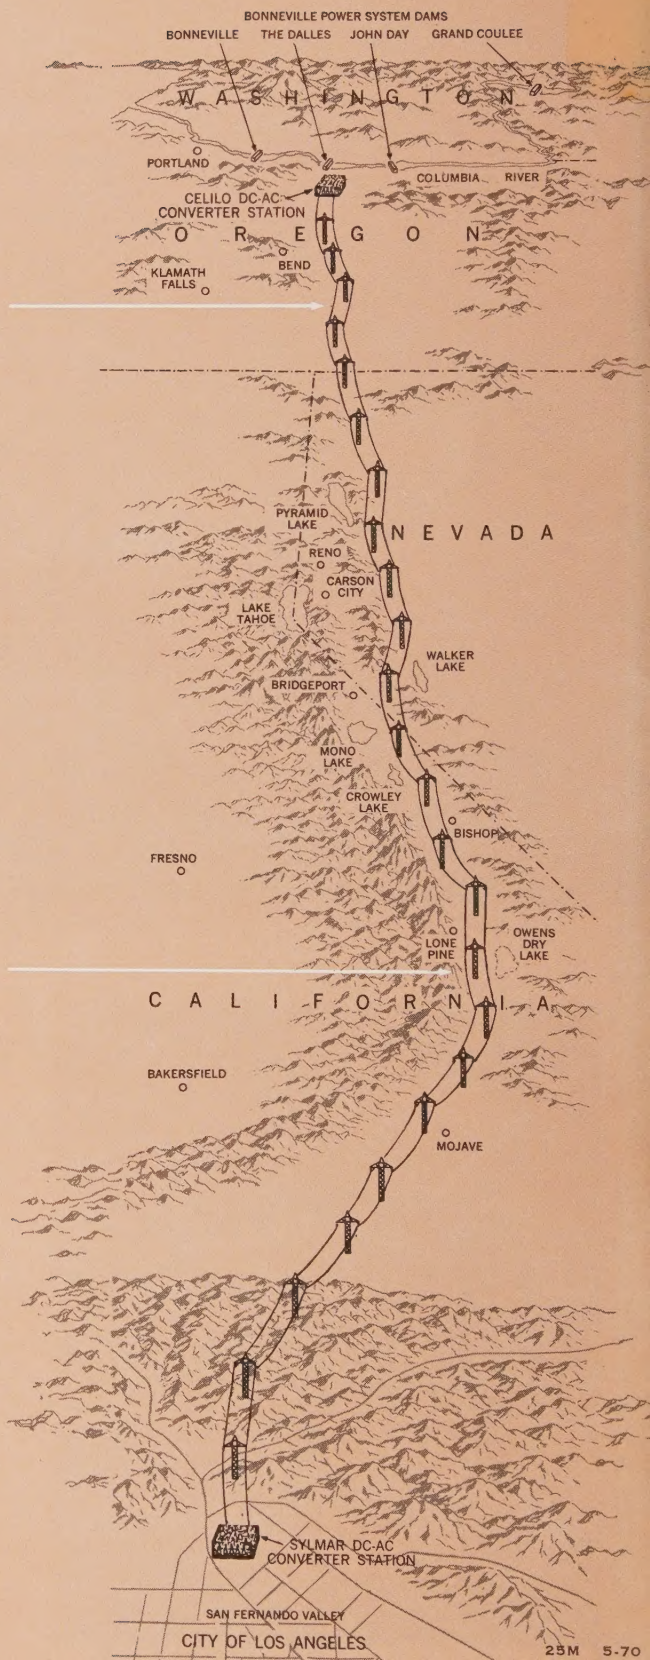 BONNEVILLE POWER SYSTEM DAMS
BONNEVILLE THE DALLES JOHN DAY GRAND COULEE
WASHINGTON
PORTLAND
COLUMBIA RIVER
CELILO DC-AC
CONVERTER STATION
OREGON
BEND
KLAMATH
FALLS
PYRAMID
LAKE
NEVADA
RENO
CARSON
CITY
LAKE
TAHOE
WALKER
LAKE
BRIDGEPORT
MONO
LAKE
CROWLEY
LAKE
BISHOP
FRESNO
LONE
PINE
OWENS
DRY
LAKE
CALIFORNIA
BAKERSFIELD
MOJAVE
SYLMAR DC-AC
CONVERTER STATION
SAN FERNANDO VALLEY
CITY OF LOS ANGELES
25M 5-70